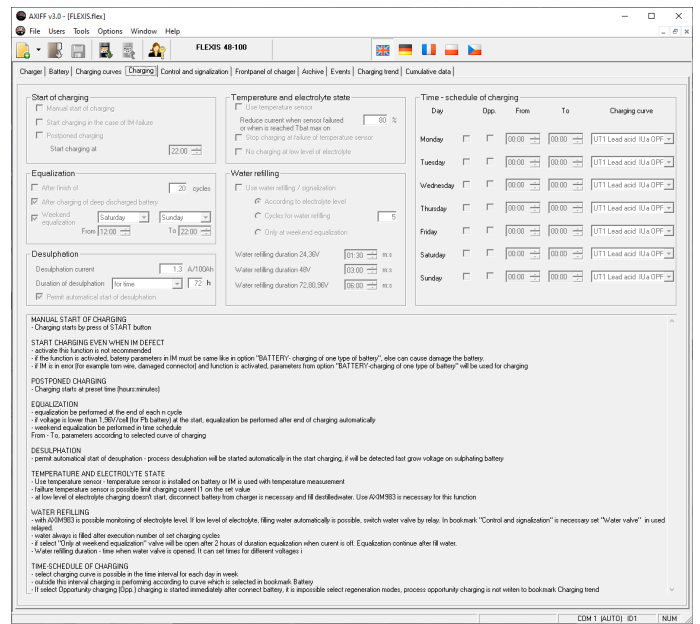 AXIFF v3.0 - [FLEXIS.flex]
File Users Tools Options Window Help
FLEXIS 48-100
Charger Battery Charging curves Charging Control and signalization Frontpanel of charger Archive Events Charging trend Cumulative data
Start of charging
Manual start of charging
Start charging in the case of IM-failure
Postponed charging
Start charging at 22:00
Equalization
After finish of 20 cycles
After charging of deep discharged battery
Weekend equalization Saturday Sunday
From 12:00 To 22:00
Desulphation
Desulphation current 1,3 A/100Ah
Duration of desulphation for time 72 h
Permit automatical start of desulphation
Temperature and electrolyte state
Use temperature sensor
Reduce current when sensor failured 80 %
or when is reached Tbat max on
Stop charging at failure of temperature sensor
No charging at low level of electrolyte
Water refilling
Use water refilling / signalization
According to electrolyte level
Cycles for water refilling 5
Only at weekend equalization
Water refilling duration 24,36V 01:30 m:s
Water refilling duration 48V 03:00 m:s
Water refilling duration 72,80,96V 06:00 m:s
Time - schedule of charging
Day Opp. From To Charging curve
Monday 00:00 00:00 UT1 Lead acid IUa OPF
Tuesday 00:00 00:00 UT1 Lead acid IUa OPF
Wednesday 00:00 00:00 UT1 Lead acid IUa OPF
Thursday 00:00 00:00 UT1 Lead acid IUa OPF
Friday 00:00 00:00 UT1 Lead acid IUa OPF
Saturday 00:00 00:00 UT1 Lead acid IUa OPF
Sunday 00:00 00:00 UT1 Lead acid IUa OPF
MANUAL START OF CHARGING
- Charging starts by press of START button
START CHARGING EVEN WHEN IM DEFECT
- activate this function is not recommended
- if the function is activated, bateny parameters in IM must be same like in option "BATTERY- charging of one type of battery", else can cause damage the battery.
- if IM is in error(for example torn wire, damaged connector) and function is activated, parameters from option "BATTERY-charging of one type of battery" will be used for charging
POSTPONED CHARGING
- Charging starts at preset time (hours:minutes)
EQUALIZATION
- equalization be performed at the end of each n cycle
- if voltage is lower than 1,96V/cell (for Pb battery) at the start, equalization be performed after end of charging automatically
- weekend equalization be performed in time schedule
From - To, parameters according to selected curve of charging
DESULPHATION
- permit automatical start of desuphation - process desulphation will be started automatically in the start charging, if will be detected fast grow voltage on sulphating battery
TEMPERATURE AND ELECTROLYTE STATE
- Use temperature sensor - temperature sensor is installed on battery or IM is used with temperature measurement
- failture temperature sensor is possible limit charging curent I1 on the set value
- at low level of electrolyte charging doesn't start, disconnect battery from charger is necessary and fill destilledwater. Use AXIM983 is necessary for this function
WATER REFILLING
- with AXIM983 is possible monitoring of electrolyte level. If low level of electrolyte, filling water automatically is possible, switch water valve by relay. In bookmark "Control and signalization" is necessary set "Water valve" in used
relayed.
- water always is filled after execution number of set charging cycles
- if select "Only at weekend equalization" valve will be open after 2 hours of duration equalization when curent is off. Equalization continue after fill water.
- Water refilling duration - time when water valve is opened. It can set times for different voltages i
TIME-SCHEDULE OF CHARGING
- select charging curve is possible in the time interval for each day in week
- outside this interval charging is performing according to curve which is selected in bookmark Battery
- If select Opportunity charging (Opp.) charging is started immediately after connect battery, it is impossible select regeneration modes, process opportunity charging is not writen to bookmark Charging trend
COM 1 (AUTO) ID1 NUM